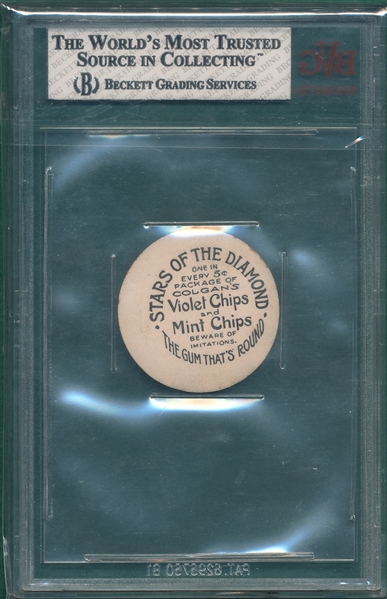 THE WORLD'S MOST TRUSTED
SOURCE IN COLLECTING™
(B) BECKETT GRADING SERVICES
BVG
STARS OF THE DIAMOND
ONE IN
EVERY 5¢
PACKAGE OF
COLGAN'S
Violet Chips
and
Mint Chips
BEWARE OF
IMITATIONS.
THE GUM THAT'S ROUND